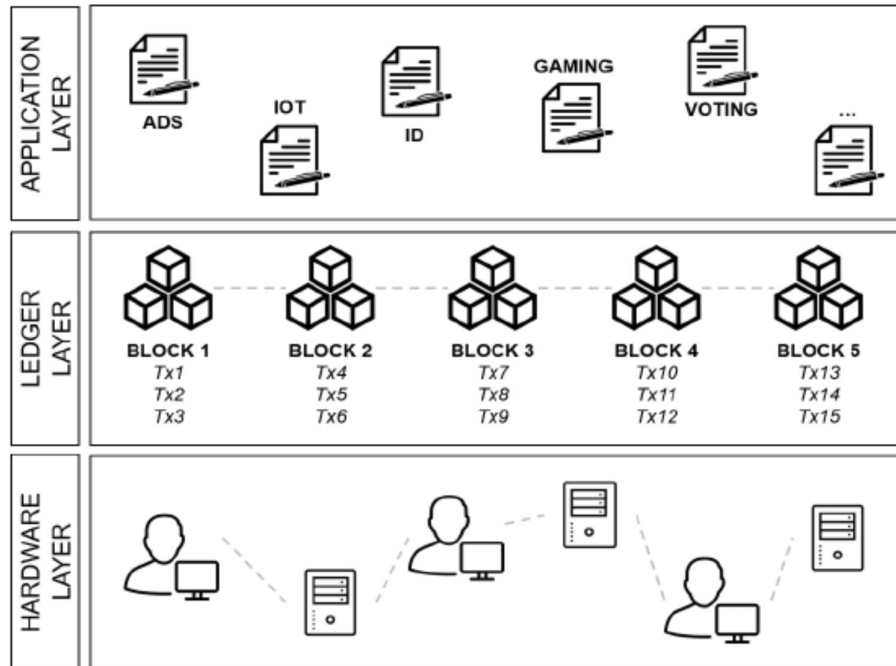 APPLICATION
LAYER
ADS
IOT
ID
GAMING
VOTING
...
LEDGER
LAYER
BLOCK 1
Tx1
Tx2
Tx3
BLOCK 2
Tx4
Tx5
Tx6
BLOCK 3
Tx7
Tx8
Tx9
BLOCK 4
Tx10
Tx11
Tx12
BLOCK 5
Tx13
Tx14
Tx15
HARDWARE
LAYER